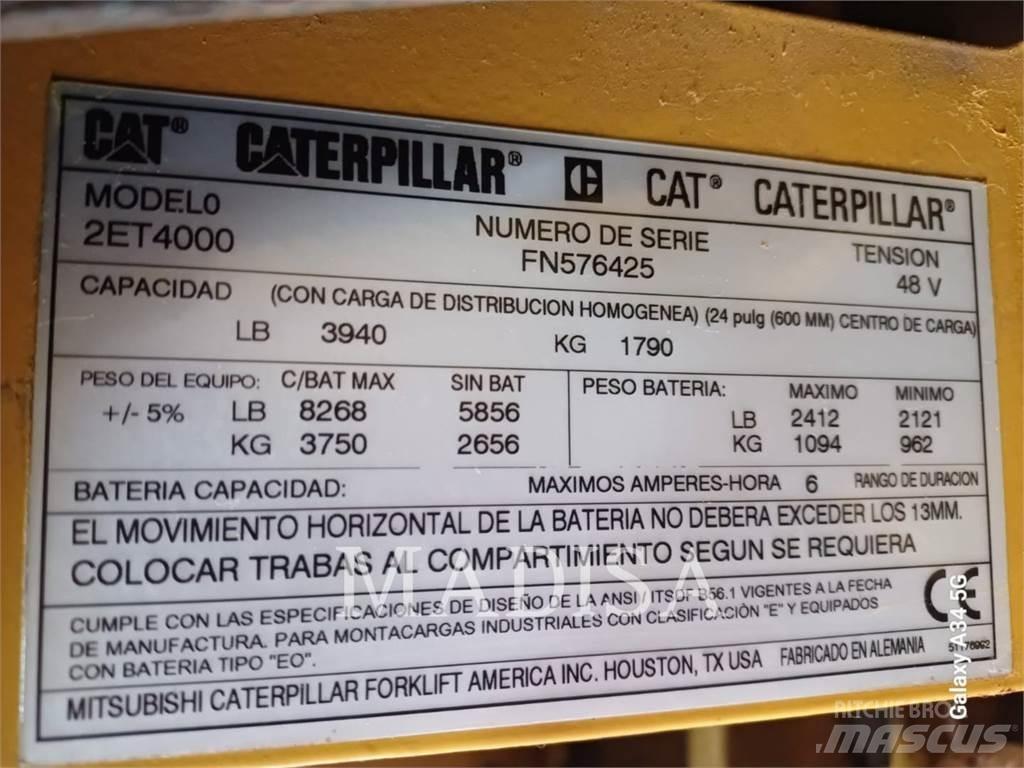 CAT® CATERPILLAR® CAT® CATERPILLAR®
MODELO NUMERO DE SERIE TENSION
2ET4000 FN576425 48 V
CAPACIDAD (CON CARGA DE DISTRIBUCION HOMOGENEA) (24 pulg (600 MM) CENTRO DE CARGA)
LB 3940 KG 1790
PESO DEL EQUIPO: C/BAT MAX SIN BAT PESO BATERIA: MAXIMO MINIMO
+/- 5% LB 8268 5856 LB 2412 2121
KG 3750 2656 KG 1094 962
BATERIA CAPACIDAD: MAXIMOS AMPERES-HORA 6 RANGO DE DURACION
EL MOVIMIENTO HORIZONTAL DE LA BATERIA NO DEBERA EXCEDER LOS 13MM.
COLOCAR TRABAS AL COMPARTIMIENTO SEGUN SE REQUIERA
MADISA
CUMPLE CON LAS ESPECIFICACIONES DE DISEÑO DE LA ANSI / ITSDF B56.1 VIGENTES A LA FECHA
DE MANUFACTURA. PARA MONTACARGAS INDUSTRIALES CON CLASIFICACIÓN "E" Y EQUIPADOS
CON BATERIA TIPO "EO".
CE
MITSUBISHI CATERPILLAR FORKLIFT AMERICA INC. HOUSTON, TX USA FABRICADO EN ALEMANIA
Galaxy A34 5G
RITCHIE BROS
MASCUS